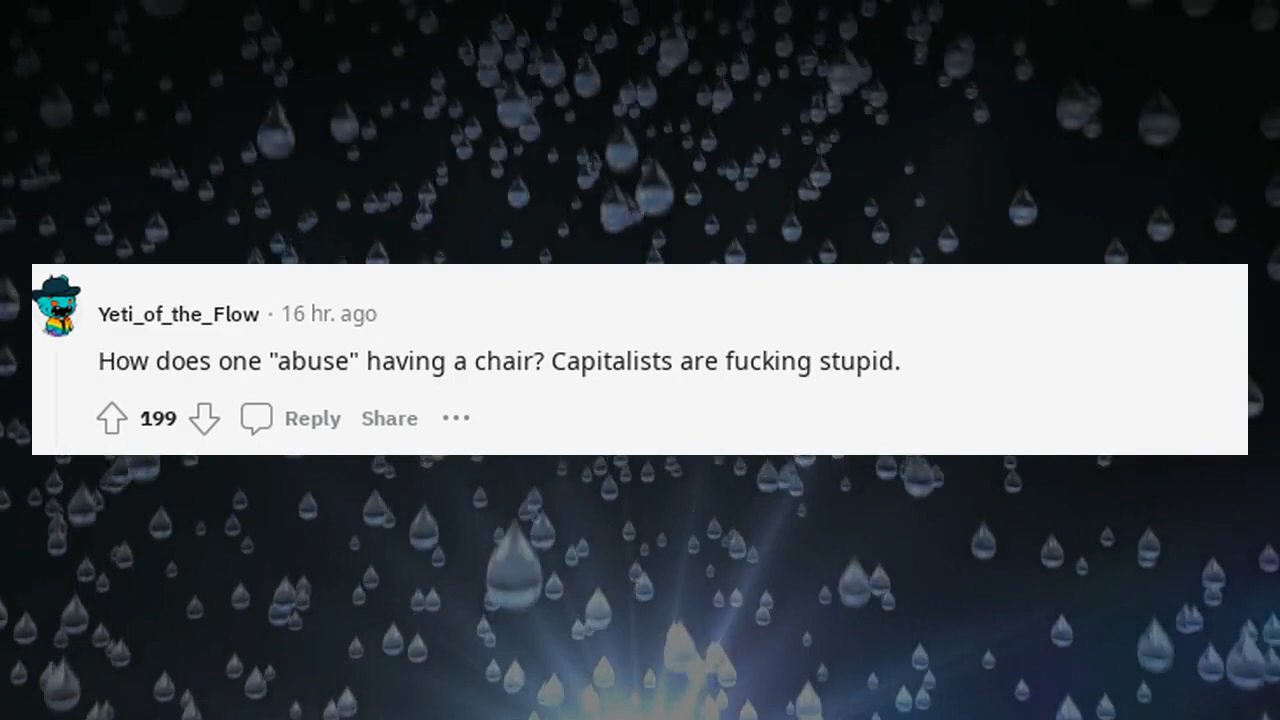 Yeti_of_the_Flow · 16 hr. ago
How does one "abuse" having a chair? Capitalists are fucking stupid.
199 Reply Share ···